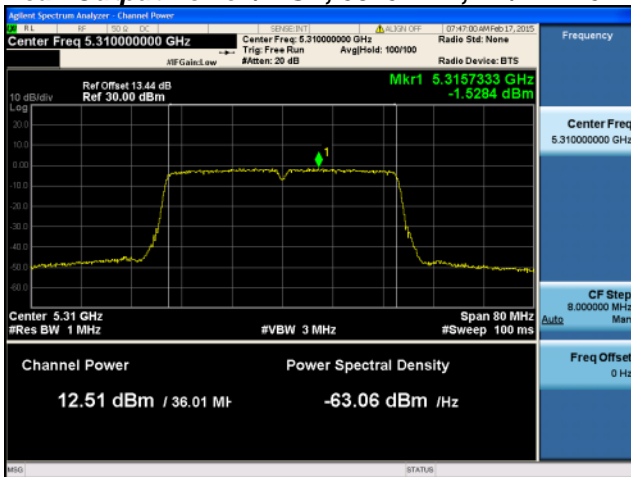 Agilent Spectrum Analyzer - Channel Power
RL RF 50 Ω DC SENSE:INT ALIGN OFF 07:47:00 AM Feb 17, 2015
Center Freq 5.310000000 GHz
Center Freq: 5.310000000 GHz
Radio Std: None
Trig: Free Run Avg|Hold: 100/100
#IFGain:Low #Atten: 20 dB Radio Device: BTS
Frequency
Ref Offset 13.44 dB
Mkr1 5.3157333 GHz
10 dB/div Ref 30.00 dBm -1.5284 dBm
Log
20.0
10.0
0.00
-10.0
-20.0
-30.0
-40.0
-50.0
-60.0
1
Center 5.31 GHz Span 80 MHz
#Res BW 1 MHz #VBW 3 MHz #Sweep 100 ms
Channel Power Power Spectral Density
12.51 dBm / 36.01 MH -63.06 dBm /Hz
Center Freq
5.310000000 GHz
CF Step
8.000000 MHz
Auto Man
Freq Offset
0 Hz
MSG STATUS